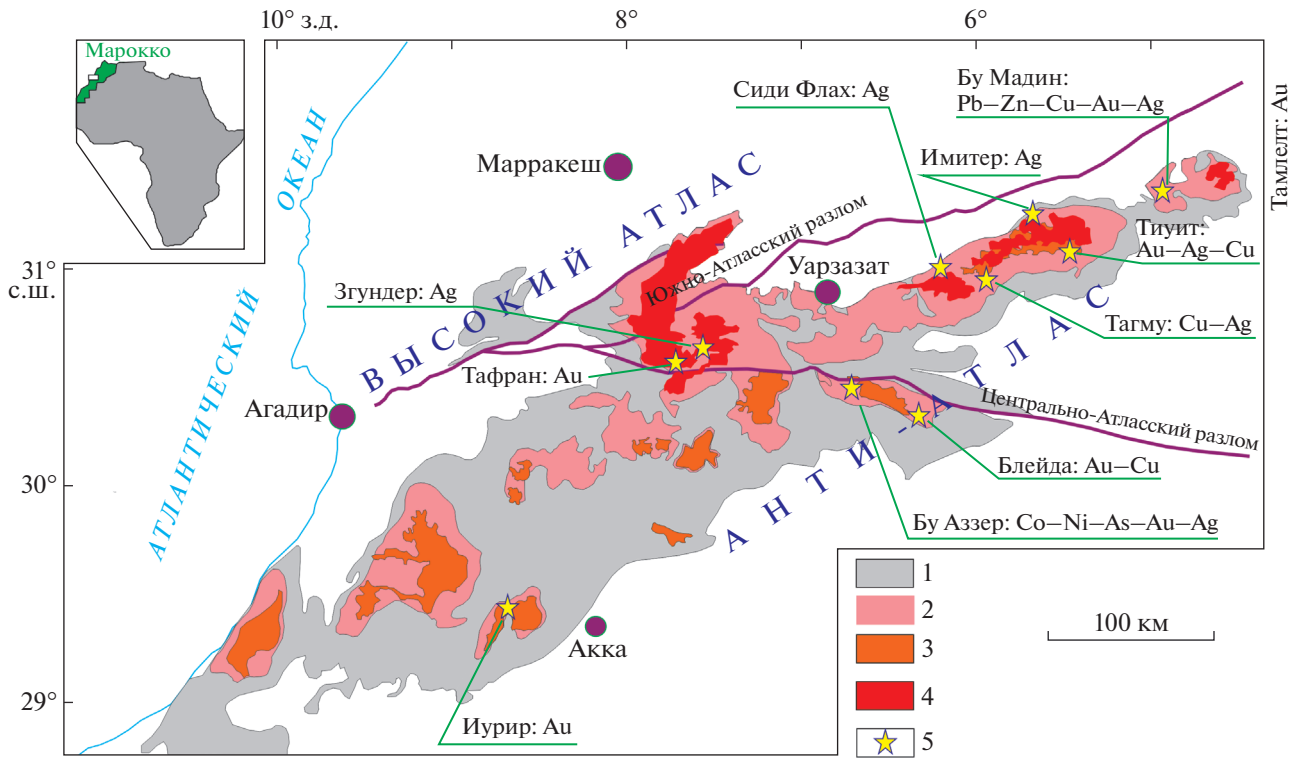 10° з.д.
8°
6°
Марокко
ОКЕАН
АТЛАНТИЧЕСКИЙ
Сиди Флах: Ag
Бу Мадин:
Pb–Zn–Cu–Au–Ag
Тамлелт: Au
Марракеш
Имитер: Ag
ВЫСОКИЙ АТЛАС
Южно-Атласский разлом
Тиуит:
Au–Ag–Cu
31°
с.ш.
Уарзазат
Згундер: Ag
Тагму: Cu–Ag
Тафран: Au
Агадир
Центрально-Атласский разлом
АНТИ-АТЛАС
Блейда: Au–Cu
30°
Бу Аззер: Co–Ni–As–Au–Ag
1
2
3
4
5
100 км
Акка
29°
Иурир: Au